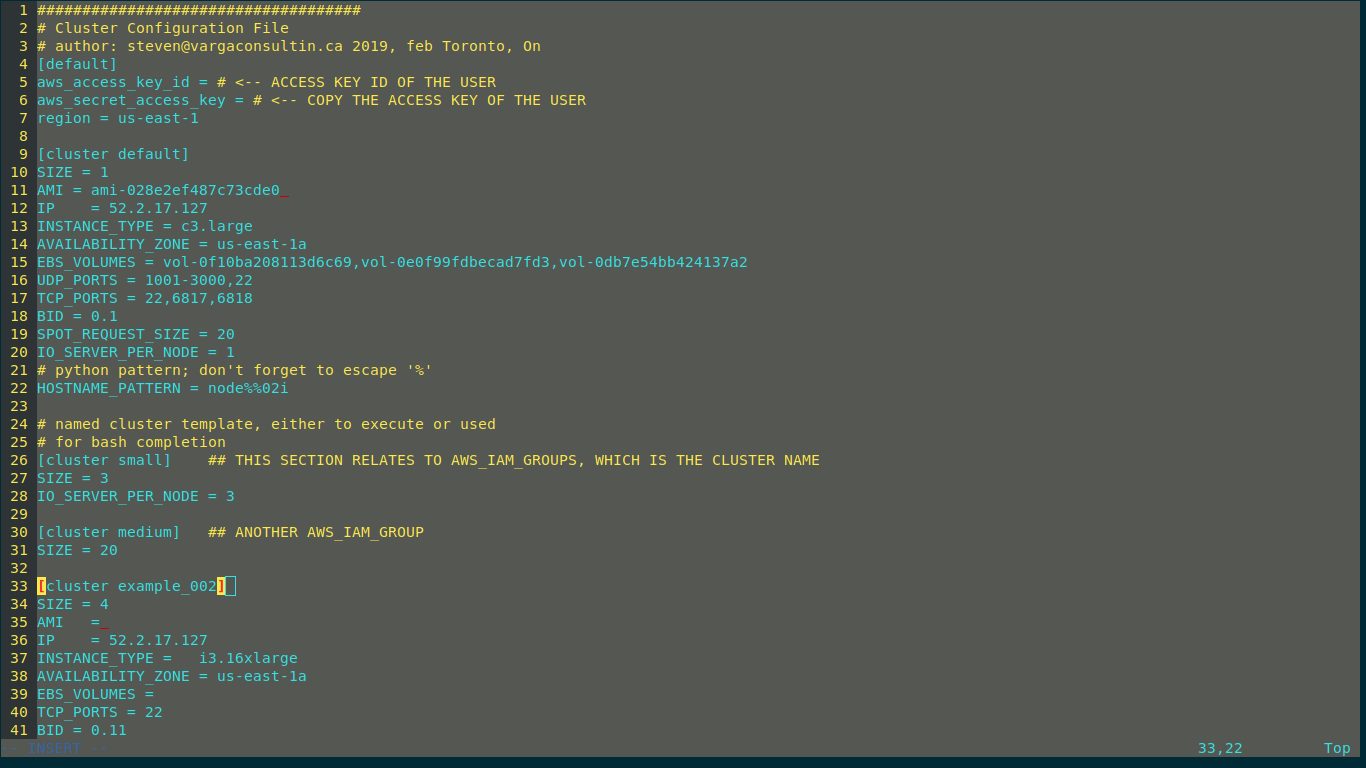 1 ####################################
2 # Cluster Configuration File
3 # author: steven@vargaconsultin.ca 2019, feb Toronto, On
4 [default]
5 aws_access_key_id = # <-- ACCESS KEY ID OF THE USER
6 aws_secret_access_key = # <-- COPY THE ACCESS KEY OF THE USER
7 region = us-east-1
8
9 [cluster default]
10 SIZE = 1
11 AMI = ami-028e2ef487c73cde0
12 IP    = 52.2.17.127
13 INSTANCE_TYPE = c3.large
14 AVAILABILITY_ZONE = us-east-1a
15 EBS_VOLUMES = vol-0f10ba208113d6c69,vol-0e0f99fdbecad7fd3,vol-0db7e54bb424137a2
16 UDP_PORTS = 1001-3000,22
17 TCP_PORTS = 22,6817,6818
18 BID = 0.1
19 SPOT_REQUEST_SIZE = 20
20 IO_SERVER_PER_NODE = 1
21 # python pattern; don't forget to escape '%'
22 HOSTNAME_PATTERN = node%%02i
23
24 # named cluster template, either to execute or used
25 # for bash completion
26 [cluster small]    ## THIS SECTION RELATES TO AWS_IAM_GROUPS, WHICH IS THE CLUSTER NAME
27 SIZE = 3
28 IO_SERVER_PER_NODE = 3
29
30 [cluster medium]   ## ANOTHER AWS_IAM_GROUP
31 SIZE = 20
32
33 [cluster example_002]
34 SIZE = 4
35 AMI   =
36 IP    = 52.2.17.127
37 INSTANCE_TYPE =   i3.16xlarge
38 AVAILABILITY_ZONE = us-east-1a
39 EBS_VOLUMES =
40 TCP_PORTS = 22
41 BID = 0.11
-- INSERT -- 33,22 Top